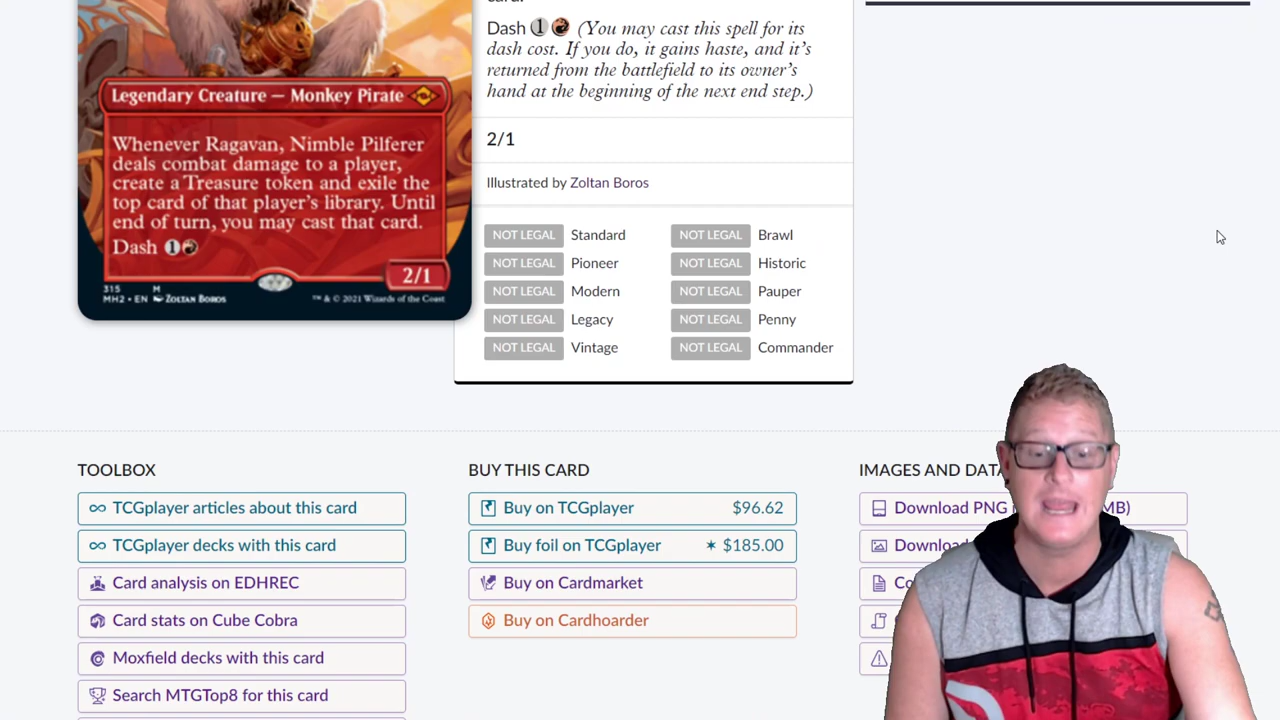 card.
Dash 1 (You may cast this spell for its
dash cost. If you do, it gains haste, and it's
returned from the battlefield to its owner's
hand at the beginning of the next end step.)
2/1
Illustrated by Zoltan Boros
NOT LEGAL Standard NOT LEGAL Brawl
NOT LEGAL Pioneer NOT LEGAL Historic
NOT LEGAL Modern NOT LEGAL Pauper
NOT LEGAL Legacy NOT LEGAL Penny
NOT LEGAL Vintage NOT LEGAL Commander
Legendary Creature — Monkey Pirate
Whenever Ragavan, Nimble Pilferer
deals combat damage to a player,
create a Treasure token and exile the
top card of that player's library. Until
end of turn, you may cast that card.
Dash 1
2/1
315 M
MH2 • EN Zoltan Boros
™ & © 2021 Wizards of the Coast
TOOLBOX
TCGplayer articles about this card
TCGplayer decks with this card
Card analysis on EDHREC
Card stats on Cube Cobra
Moxfield decks with this card
Search MTGTop8 for this card
BUY THIS CARD
Buy on TCGplayer $96.62
Buy foil on TCGplayer ✶ $185.00
Buy on Cardmarket
Buy on Cardhoarder
IMAGES AND DATA
Download PNG MB)